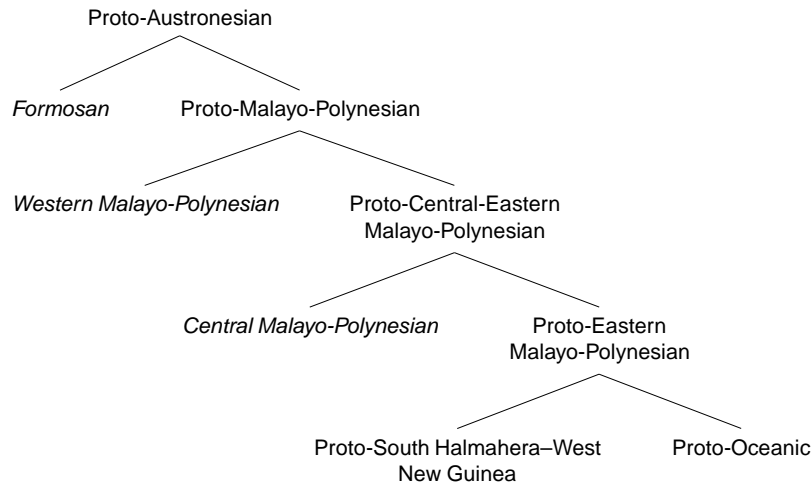 Proto-Austronesian
Formosan
Proto-Malayo-Polynesian
Western Malayo-Polynesian
Proto-Central-Eastern
Malayo-Polynesian
Central Malayo-Polynesian
Proto-Eastern
Malayo-Polynesian
Proto-South Halmahera–West
New Guinea
Proto-Oceanic